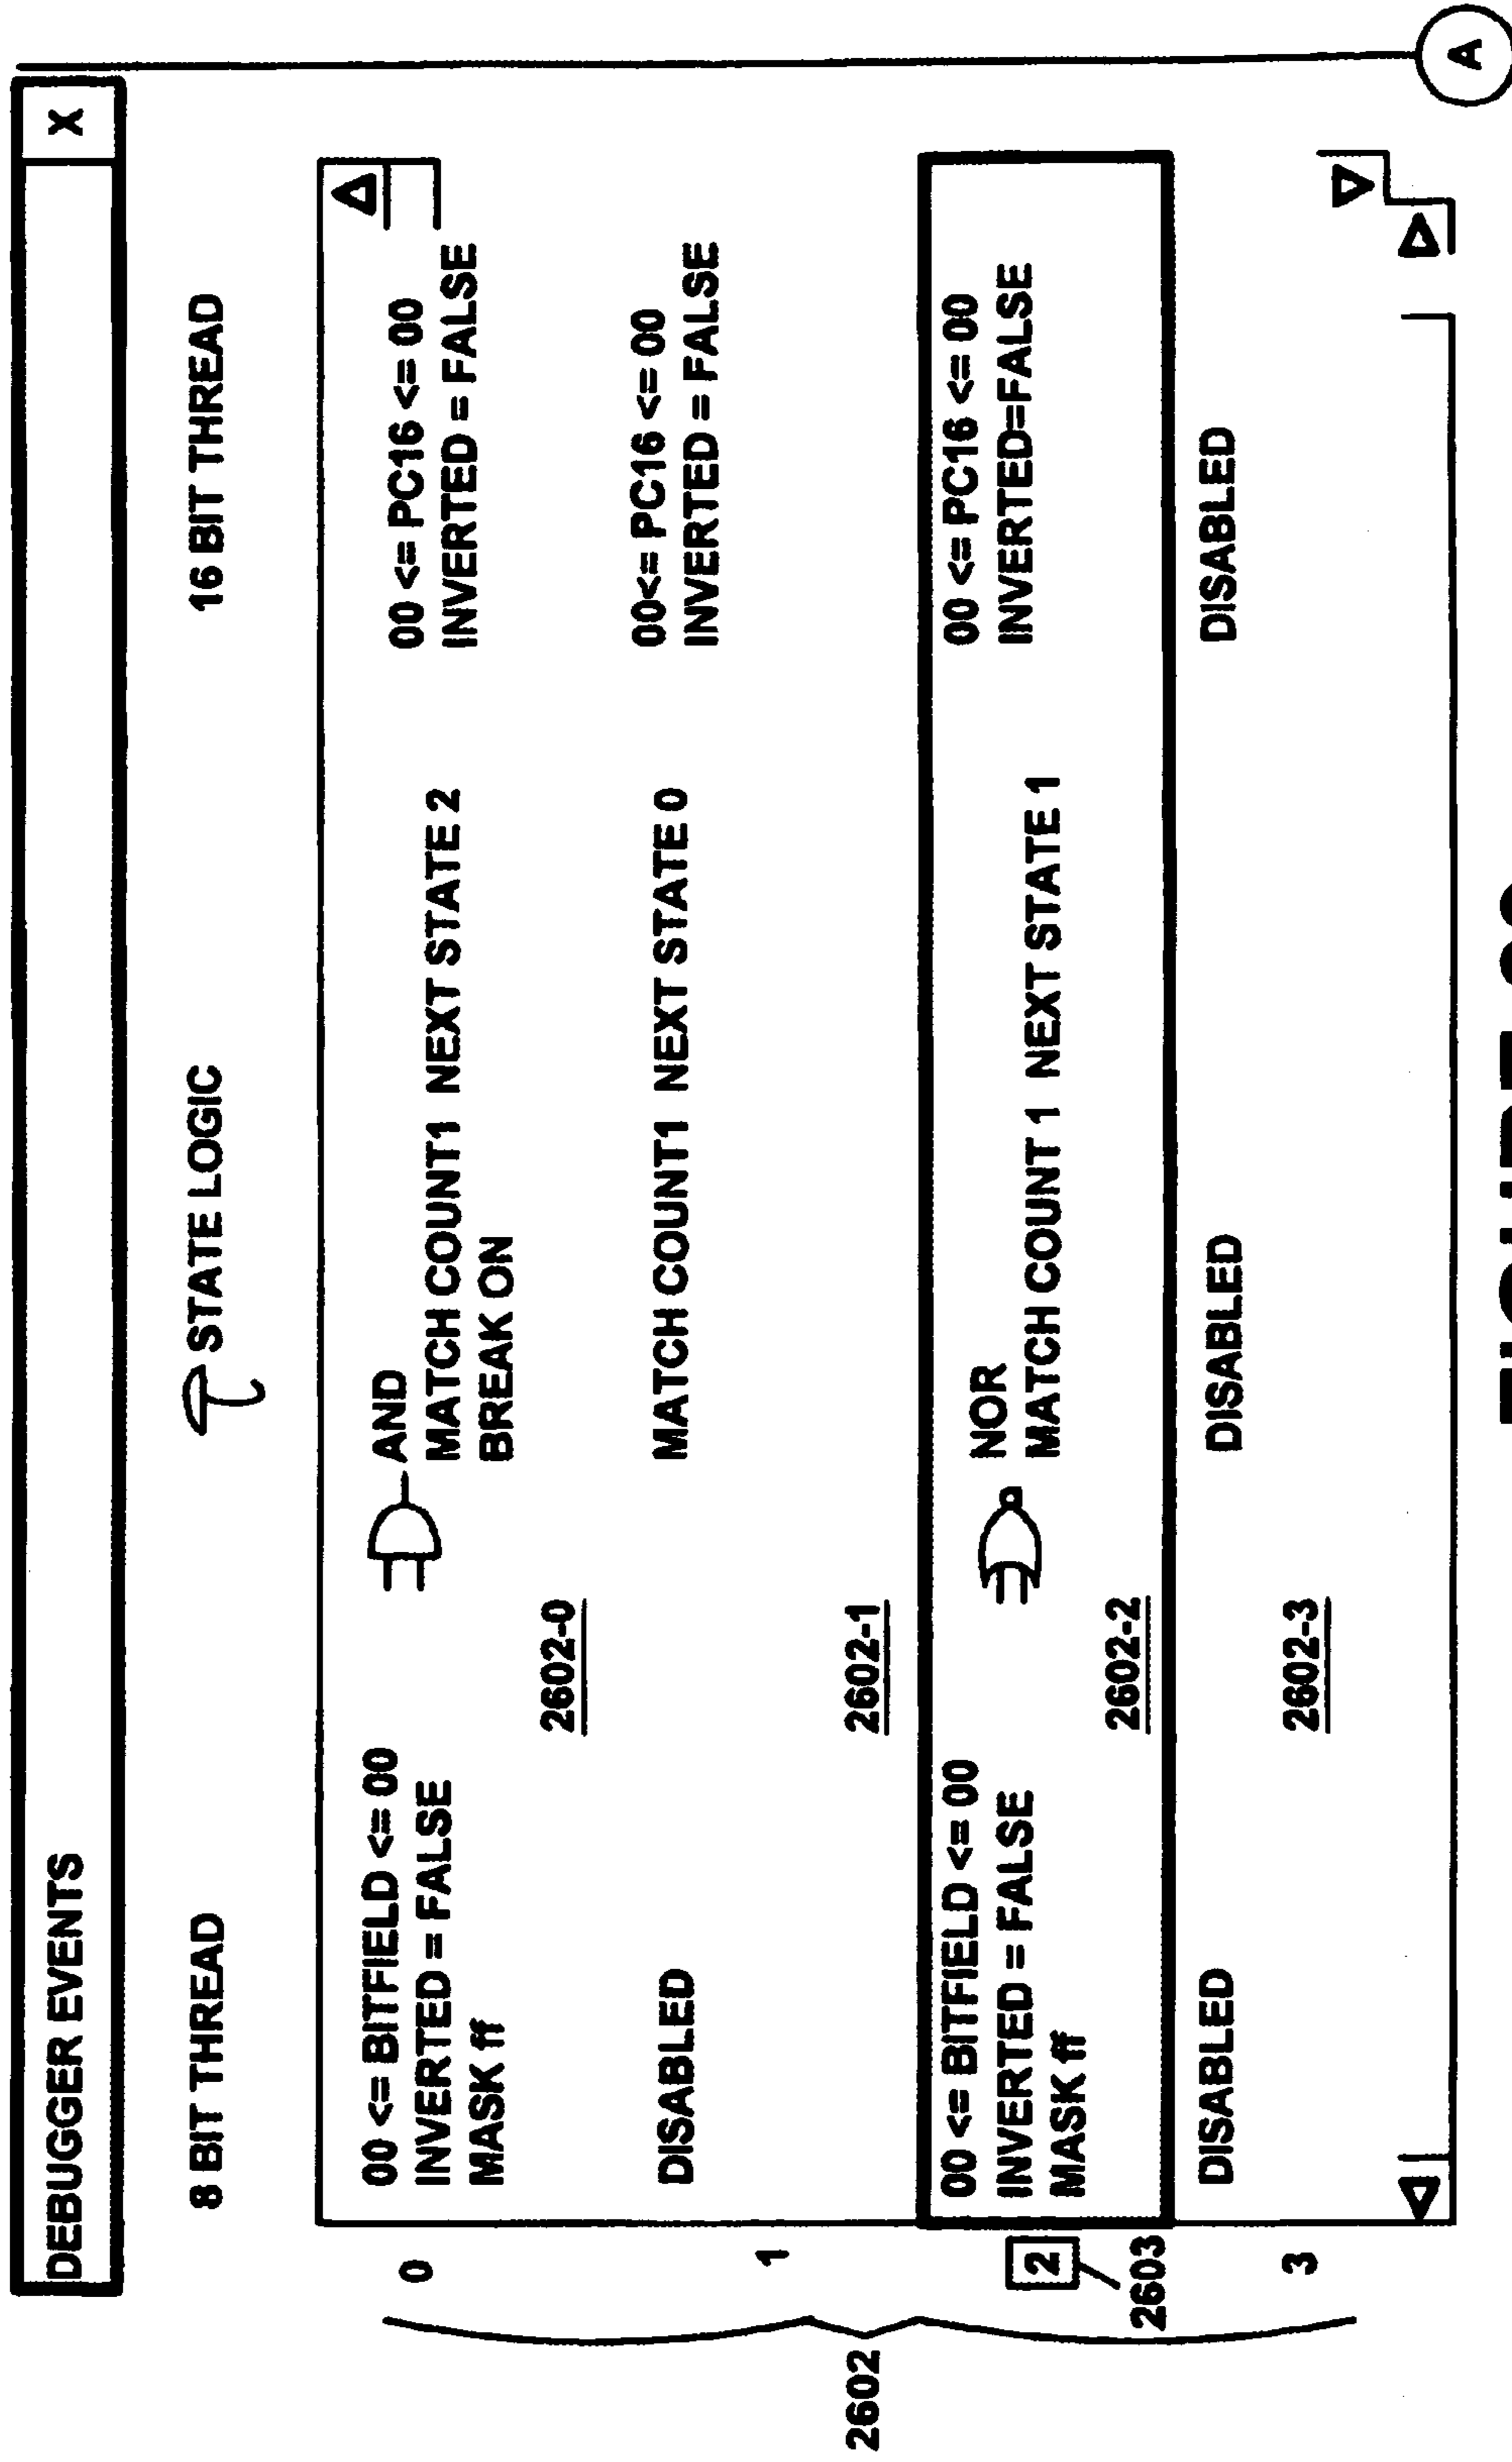 DEBUGGER EVENTS X
8 BIT THREAD STATE LOGIC 16 BIT THREAD
0
00 <= BITFIELD <= 00
INVERTED = FALSE
MASK ff
AND
MATCH COUNT1 NEXT STATE 2
BREAK ON
00 <= PC16 <= 00
INVERTED = FALSE
2602-0
1
DISABLED
MATCH COUNT1 NEXT STATE 0
00<= PC16 <= 00
INVERTED = FALSE
2602-1
2602
2
2603
00 <= BITFIELD <= 00
INVERTED = FALSE
MASK ff
NOR
MATCH COUNT 1 NEXT STATE 1
00 <= PC16 <= 00
INVERTED=FALSE
2602-2
3
DISABLED
DISABLED
DISABLED
2602-3
A